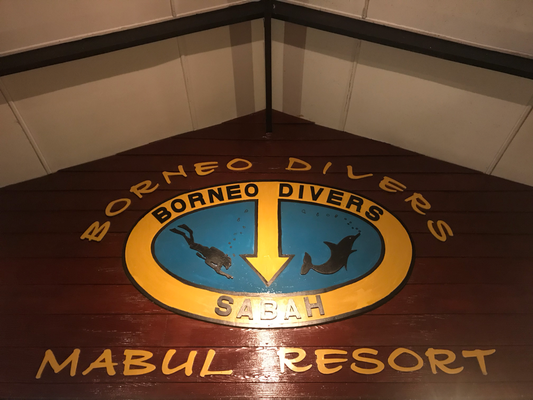 BORNEO DIVERS
BORNEO DIVERS
SABAH
MABUL RESORT